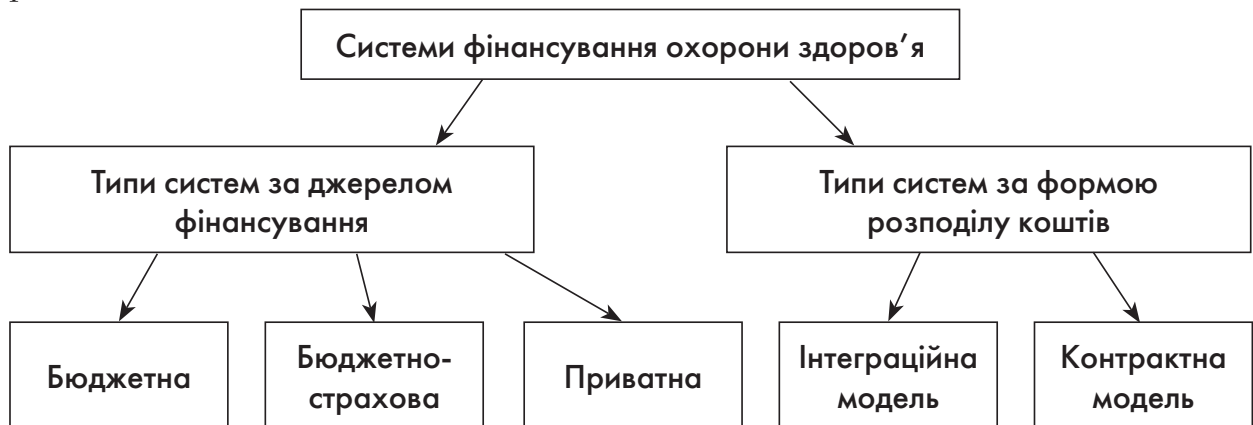 Системи фінансування охорони здоров’я
Типи систем за джерелом
фінансування
Типи систем за формою
розподілу коштів
Бюджетна
Бюджетно-
страхова
Приватна
Інтеграційна
модель
Контрактна
модель